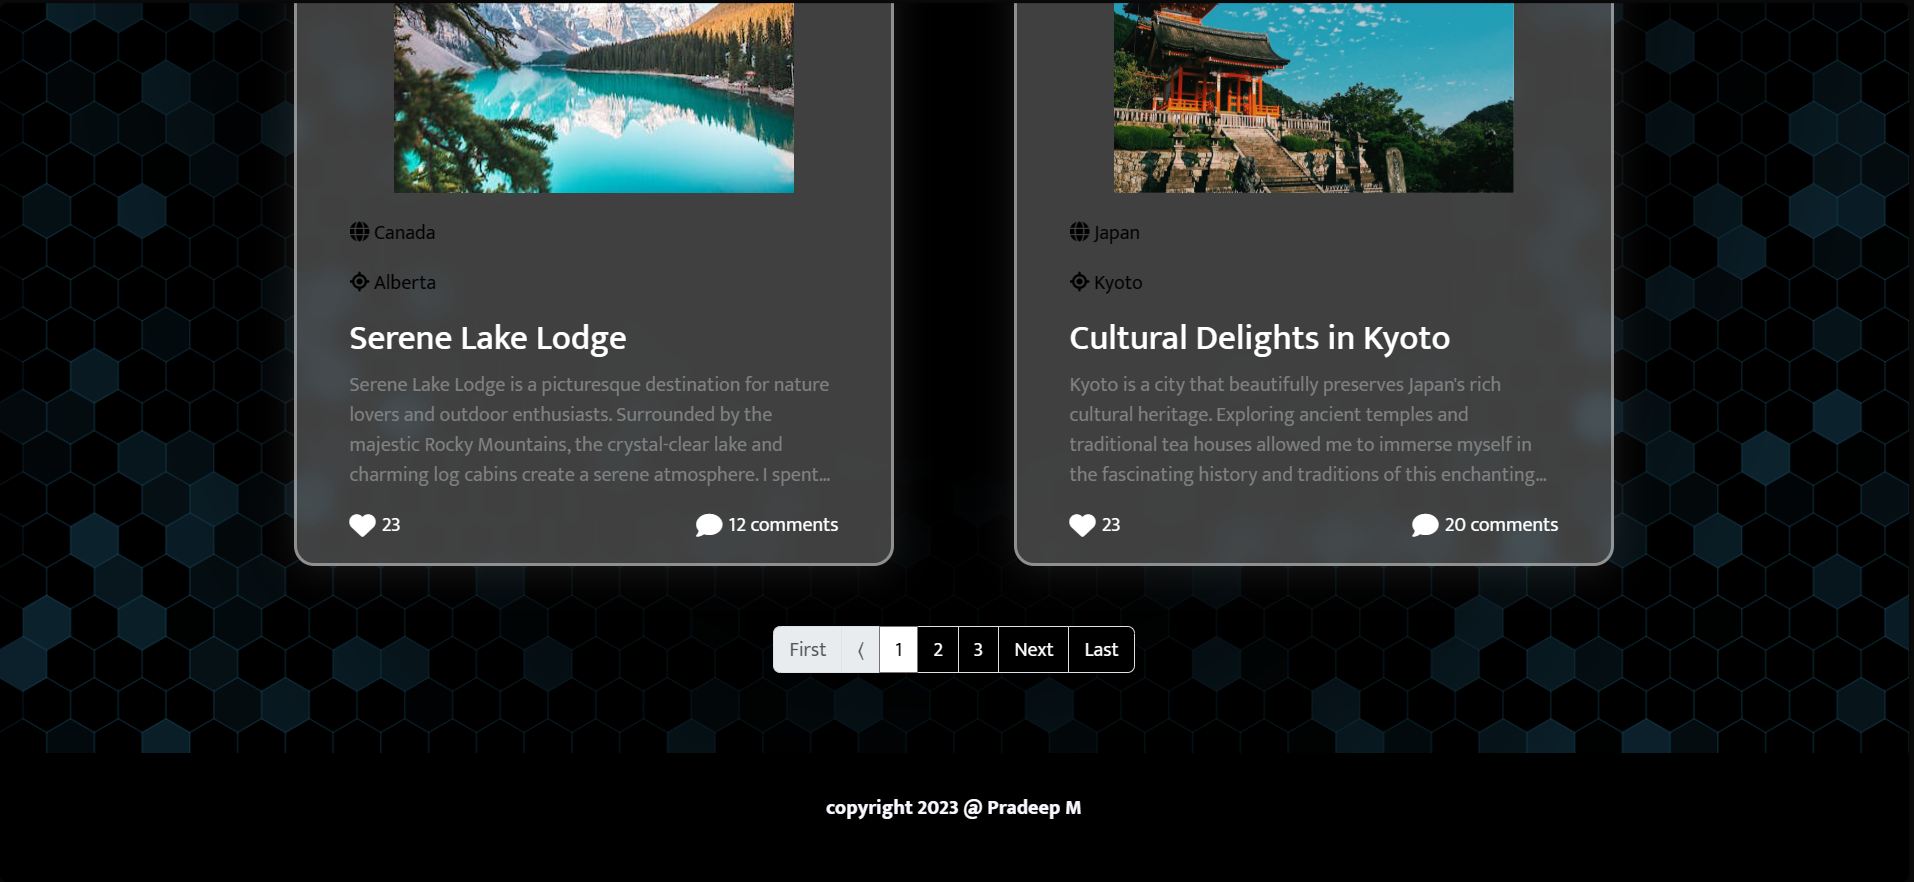 Canada
Alberta
Serene Lake Lodge
Serene Lake Lodge is a picturesque destination for nature
lovers and outdoor enthusiasts. Surrounded by the
majestic Rocky Mountains, the crystal-clear lake and
charming log cabins create a serene atmosphere. I spent...
23
12 comments
Japan
Kyoto
Cultural Delights in Kyoto
Kyoto is a city that beautifully preserves Japan's rich
cultural heritage. Exploring ancient temples and
traditional tea houses allowed me to immerse myself in
the fascinating history and traditions of this enchanting...
23
20 comments
First ⟨ 1 2 3 Next Last
copyright 2023 @ Pradeep M